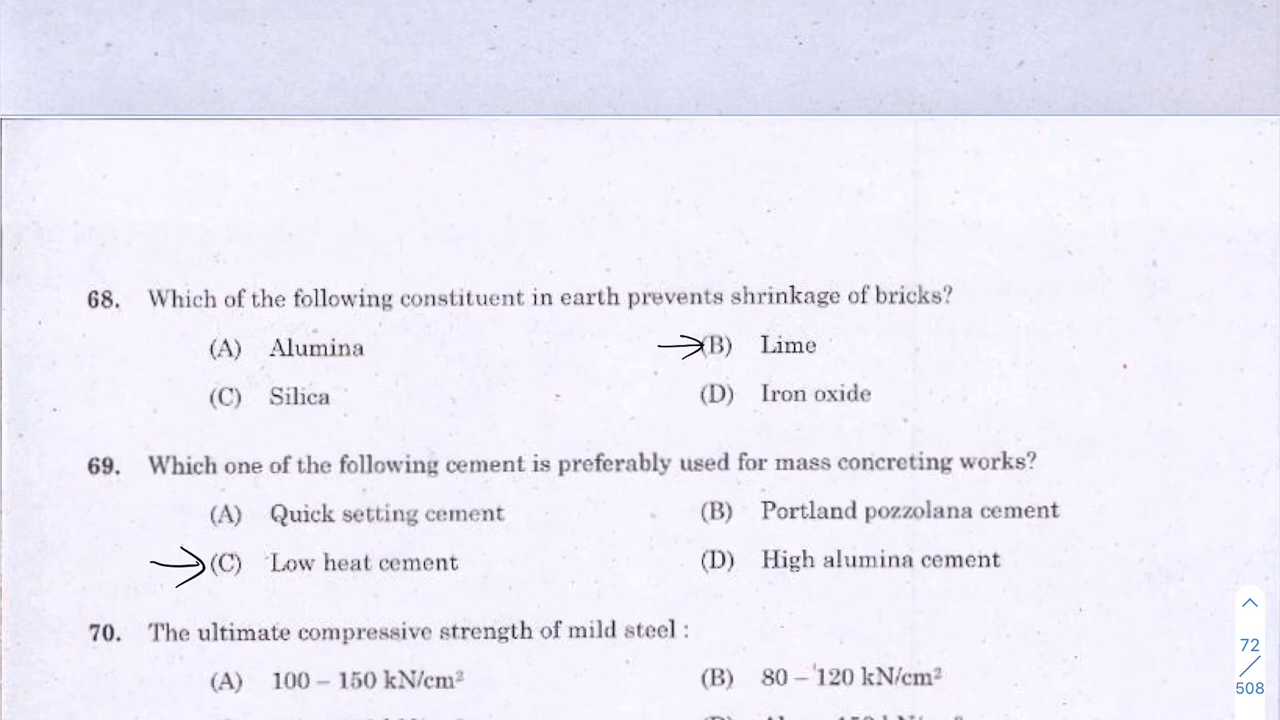 68. Which of the following constituent in earth prevents shrinkage of bricks?
(A) Alumina (B) Lime
(C) Silica (D) Iron oxide
69. Which one of the following cement is preferably used for mass concreting works?
(A) Quick setting cement (B) Portland pozzolana cement
(C) Low heat cement (D) High alumina cement
70. The ultimate compressive strength of mild steel :
(A) 100 – 150 kN/cm² (B) 80 – 120 kN/cm²
72
508